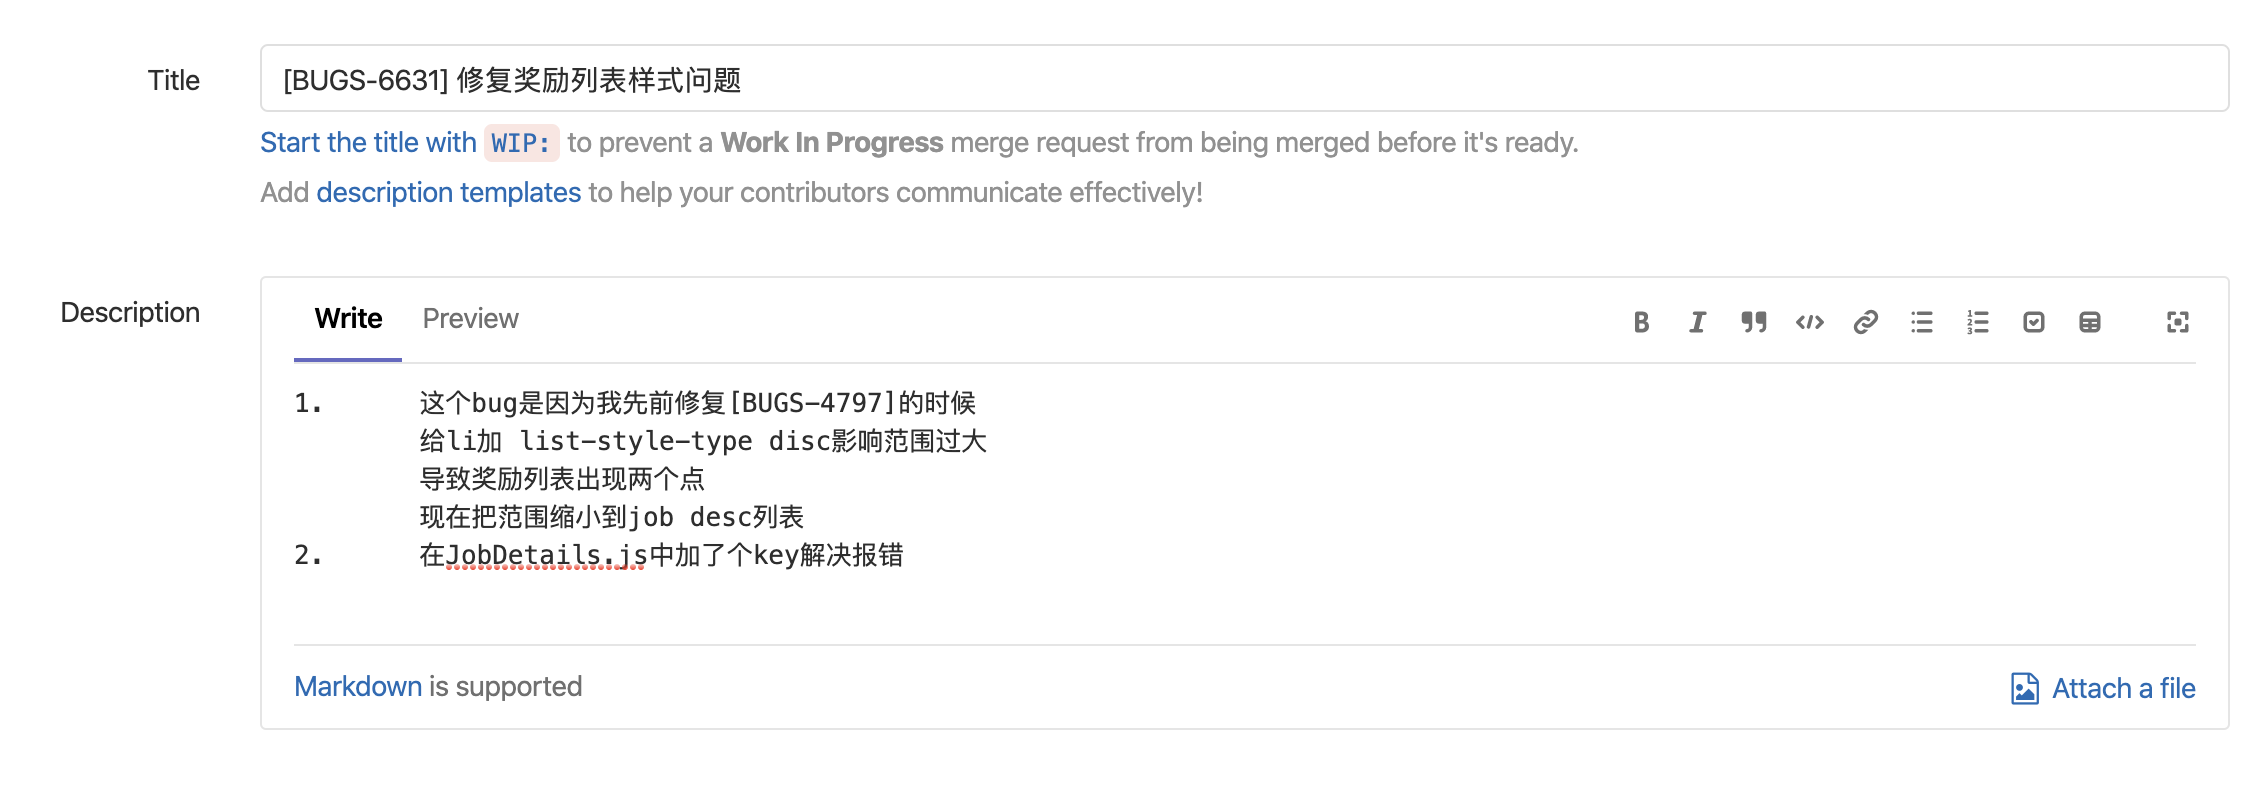 Title
[BUGS-6631] 修复奖励列表样式问题
Start the title with WIP: to prevent a Work In Progress merge request from being merged before it's ready.
Add description templates to help your contributors communicate effectively!
Description
Write Preview
1. 这个bug是因为我先前修复[BUGS-4797]的时候
给li加 list-style-type disc影响范围过大
导致奖励列表出现两个点
现在把范围缩小到job desc列表
2. 在JobDetails.js中加了个key解决报错
Markdown is supported
Attach a file